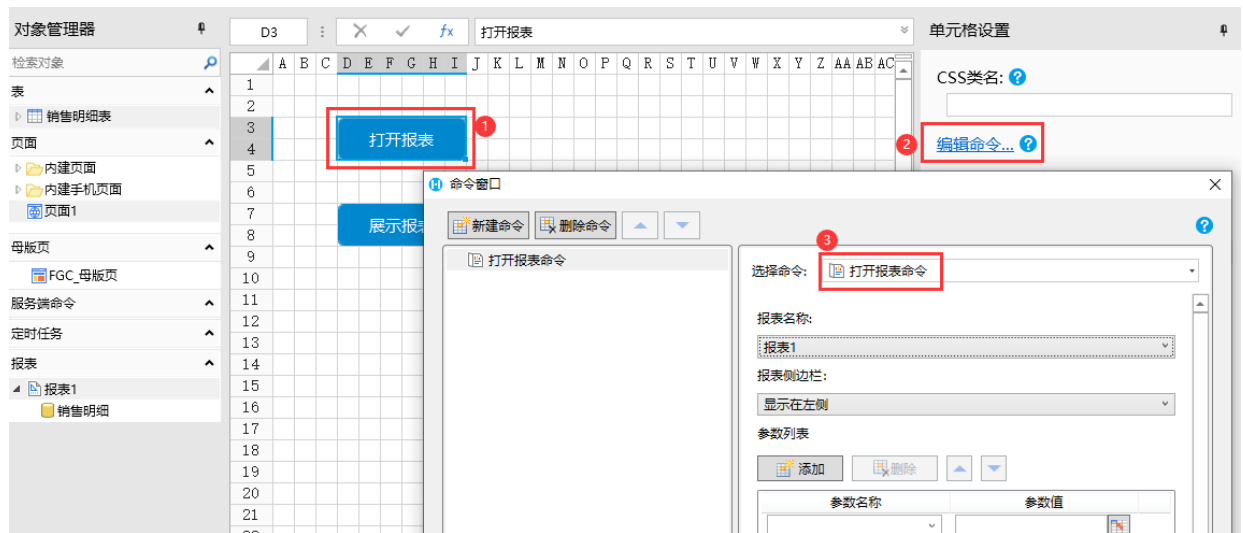 对象管理器
D3
打开报表
单元格设置
检索对象
A B C D E F G H I J K L M N O P Q R S T U V W X Y Z AA AB AC
CSS类名:
表
1
销售明细表
2
页面
3
打开报表
1
4
2
编辑命令...
内建页面
5
内建手机页面
6
命令窗口
页面1
7
展示报
新建命令
删除命令
8
母版页
9
打开报表命令
3
选择命令:
打开报表命令
FGC_母版页
10
服务端命令
11
报表名称:
12
定时任务
13
报表1
报表
14
报表侧边栏:
报表1
15
显示在左侧
销售明细
16
17
参数列表
18
添加
删除
19
20
参数名称
参数值
21